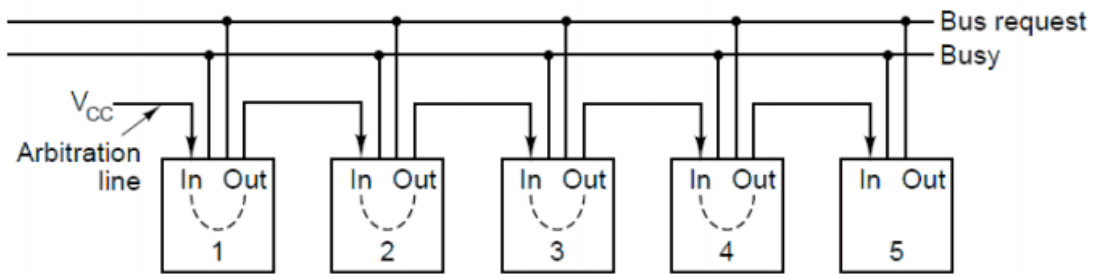 Bus request
Busy
VCC
Arbitration
line
In Out In Out In Out In Out In Out
1 2 3 4 5